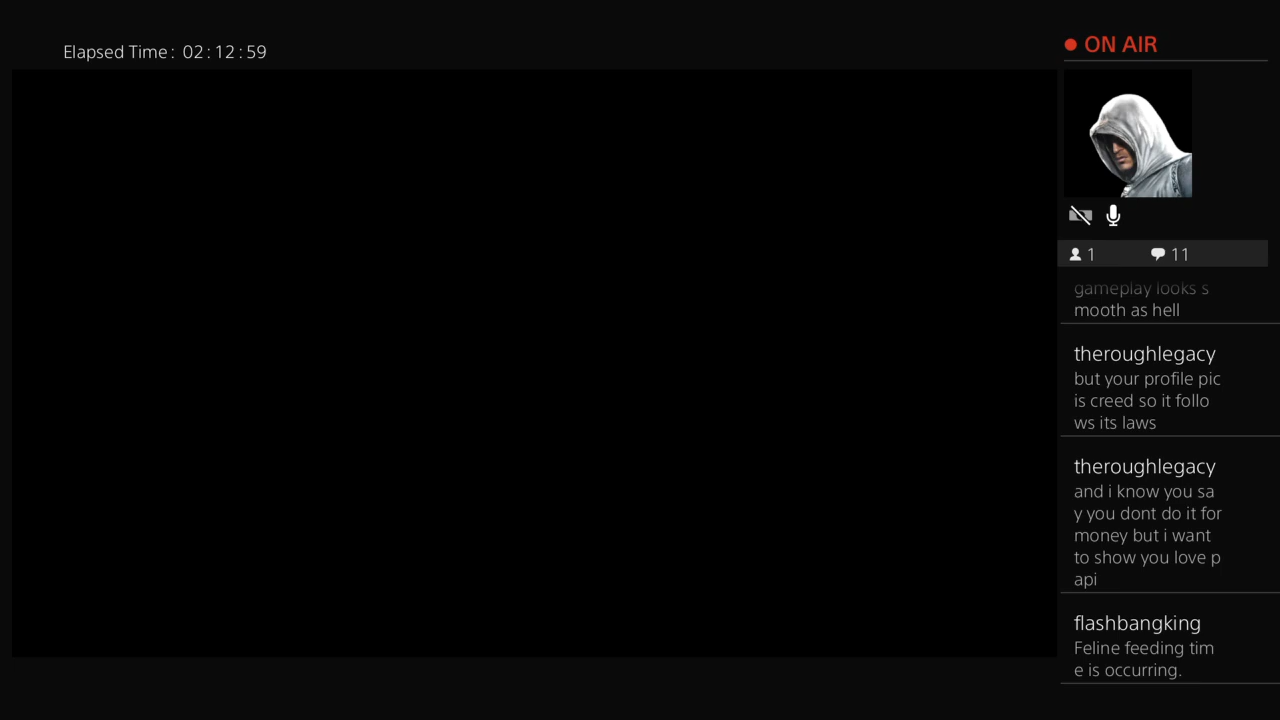 Elapsed Time: 02:12:59
ON AIR
1 11
gameplay looks s
mooth as hell
theroughlegacy
but your profile pic
is creed so it follo
ws its laws
theroughlegacy
and i know you sa
y you dont do it for
money but i want
to show you love p
api
flashbangking
Feline feeding tim
e is occurring.